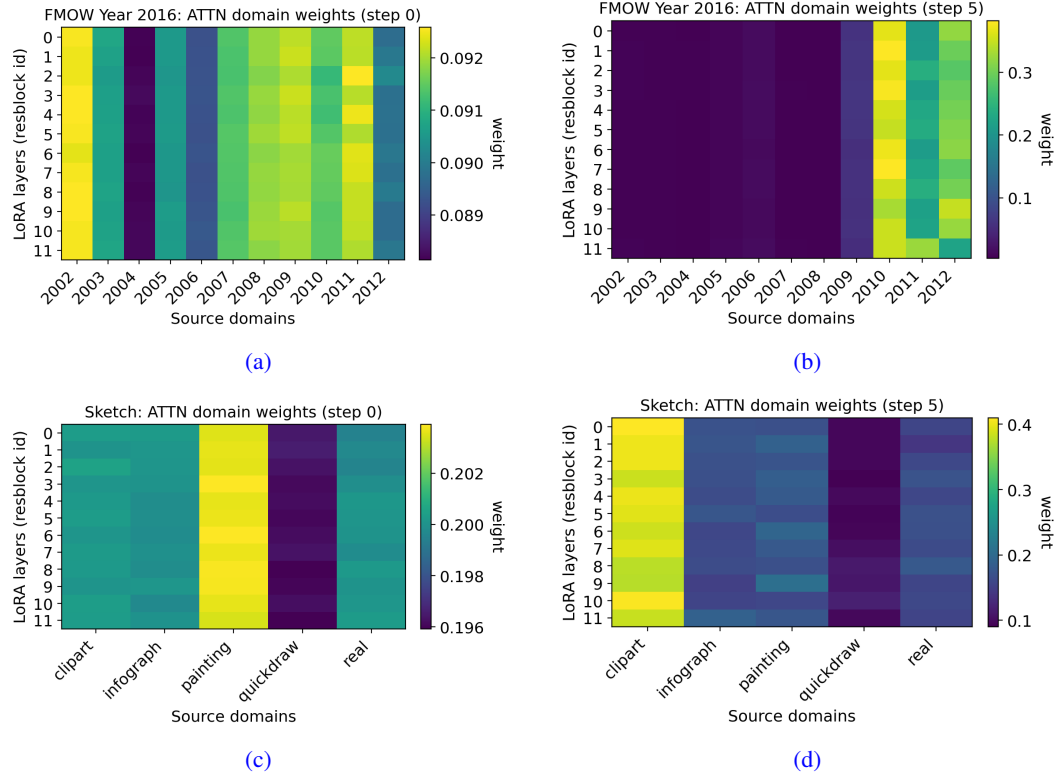 FMOW Year 2016: ATTN domain weights (step 0)
LoRA layers (resblock id)
0
1
2
3
4
5
6
7
8
9
10
11
2002
2003
2004
2005
2006
2007
2008
2009
2010
2011
2012
Source domains
0.092
0.091
0.090
0.089
weight
(a)
FMOW Year 2016: ATTN domain weights (step 5)
LoRA layers (resblock id)
0
1
2
3
4
5
6
7
8
9
10
11
2002
2003
2004
2005
2006
2007
2008
2009
2010
2011
2012
Source domains
0.3
0.2
0.1
weight
(b)
Sketch: ATTN domain weights (step 0)
LoRA layers (resblock id)
0
1
2
3
4
5
6
7
8
9
10
11
clipart
infograph
painting
quickdraw
real
Source domains
0.202
0.200
0.198
0.196
weight
(c)
Sketch: ATTN domain weights (step 5)
LoRA layers (resblock id)
0
1
2
3
4
5
6
7
8
9
10
11
clipart
infograph
painting
quickdraw
real
Source domains
0.4
0.3
0.2
0.1
weight
(d)